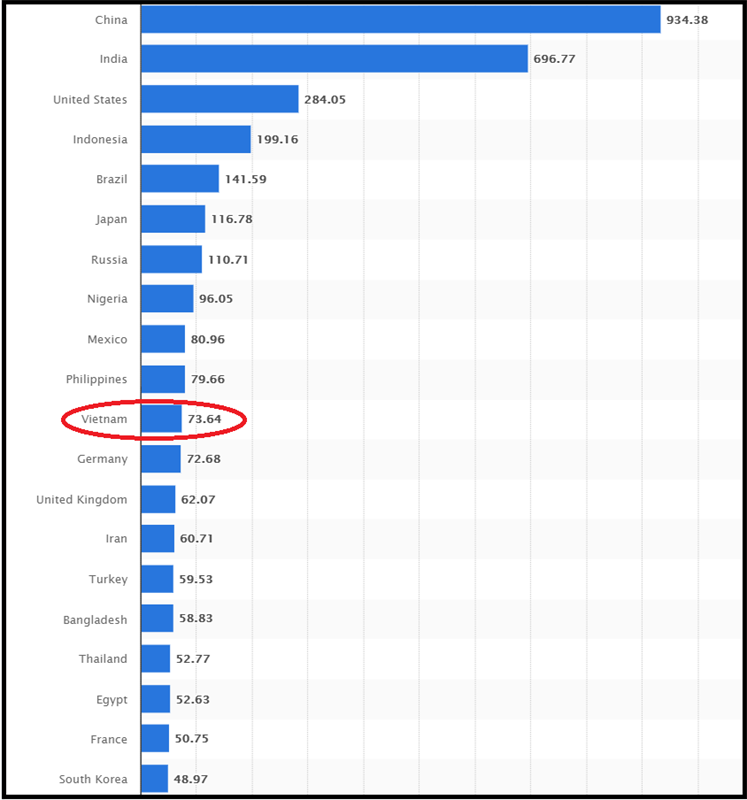 China 934.38
India 696.77
United States 284.05
Indonesia 199.16
Brazil 141.59
Japan 116.78
Russia 110.71
Nigeria 96.05
Mexico 80.96
Philippines 79.66
Vietnam 73.64
Germany 72.68
United Kingdom 62.07
Iran 60.71
Turkey 59.53
Bangladesh 58.83
Thailand 52.77
Egypt 52.63
France 50.75
South Korea 48.97